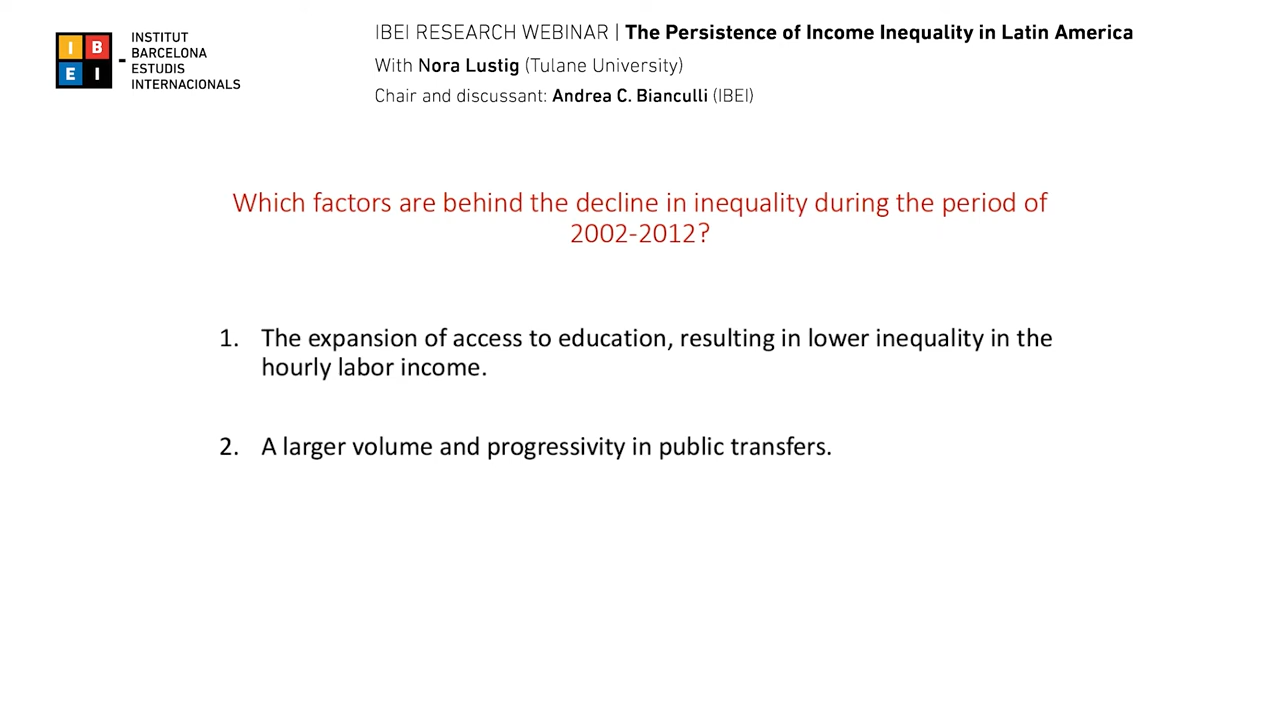 I B
E I
-
INSTITUT
BARCELONA
ESTUDIS
INTERNACIONALS
IBEI RESEARCH WEBINAR | The Persistence of Income Inequality in Latin America
With Nora Lustig (Tulane University)
Chair and discussant: Andrea C. Bianculli (IBEI)
Which factors are behind the decline in inequality during the period of
2002-2012?
1. The expansion of access to education, resulting in lower inequality in the
hourly labor income.
2. A larger volume and progressivity in public transfers.